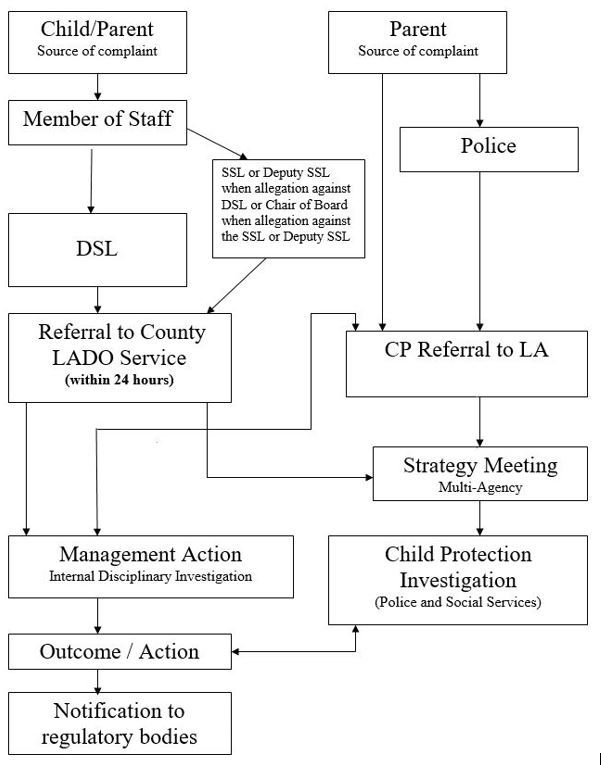 Child/Parent
Source of complaint
Parent
Source of complaint
Member of Staff
Police
SSL or Deputy SSL
when allegation against
DSL or Chair of Board
when allegation against
the SSL or Deputy SSL
DSL
Referral to County
LADO Service
(within 24 hours)
CP Referral to LA
Strategy Meeting
Multi-Agency
Management Action
Internal Disciplinary Investigation
Child Protection
Investigation
(Police and Social Services)
Outcome / Action
Notification to
regulatory bodies